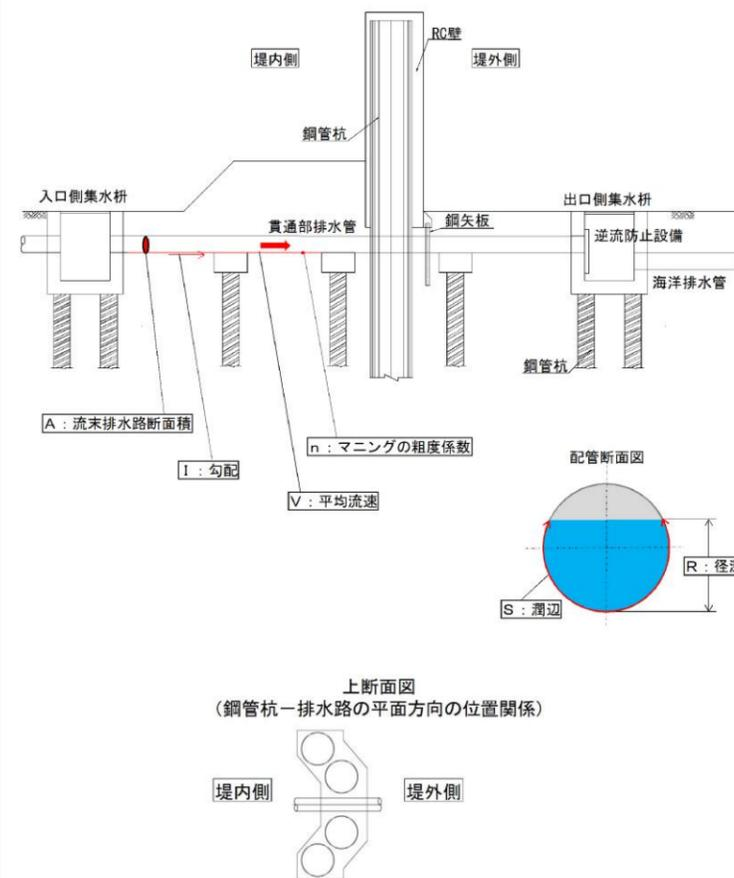 RC壁
堤内側
堤外側
鋼管杭
入口側集水枡
出口側集水枡
貫通部排水管
鋼矢板
逆流防止設備
海洋排水管
鋼管杭
A：流末排水路断面積
n：マニングの粗度係数
I：勾配
V：平均流速
配管断面図
R：径深
S：潤辺
上断面図
（鋼管杭－排水路の平面方向の位置関係）
堤内側
堤外側